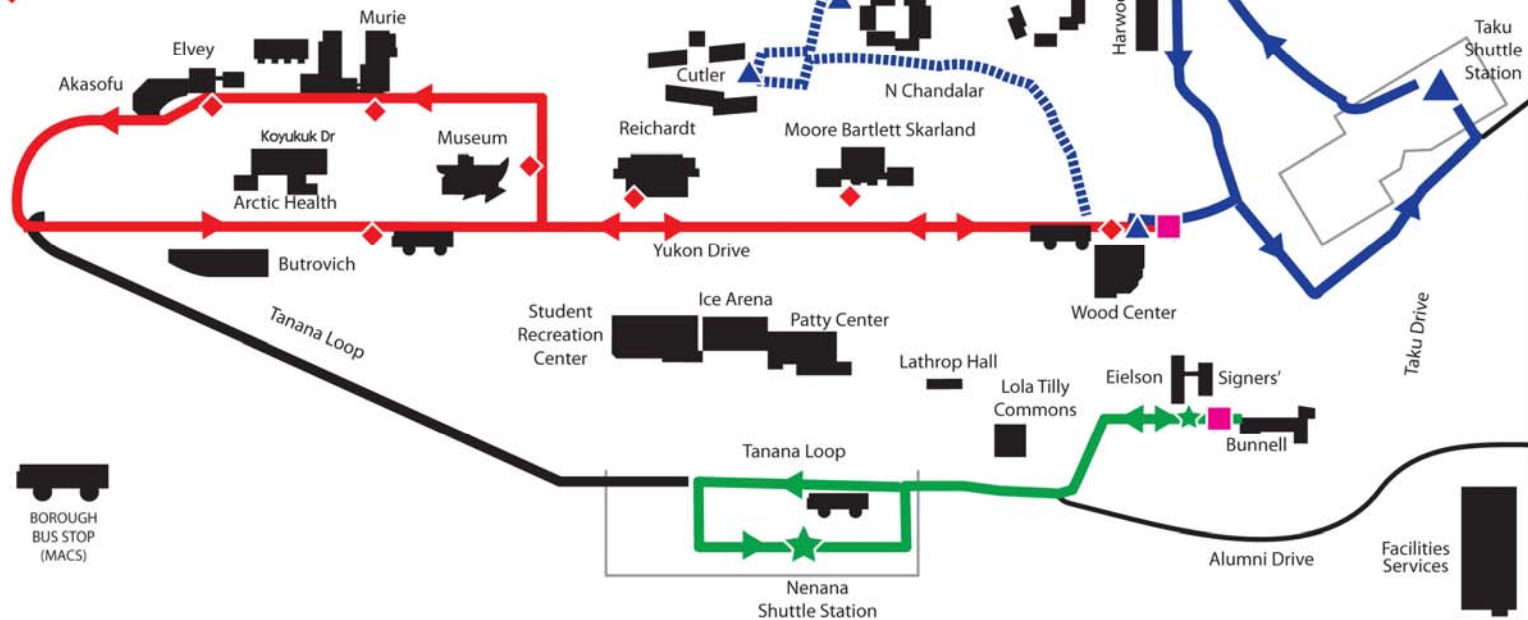 Murie
Elvey
Akasofu
Cutler
N Chandalar
Taku
Shuttle
Station
Koyukuk Dr
Museum
Reichardt
Moore Bartlett Skarland
Arctic Health
Yukon Drive
Butrovich
Wood Center
Tanana Loop
Student
Recreation
Center
Ice Arena
Patty Center
Lathrop Hall
Lola Tilly
Commons
Eielson
Signers'
Bunnell
Taku Drive
Tanana Loop
BOROUGH
BUS STOP
(MACS)
Nenana
Shuttle Station
Alumni Drive
Facilities
Services